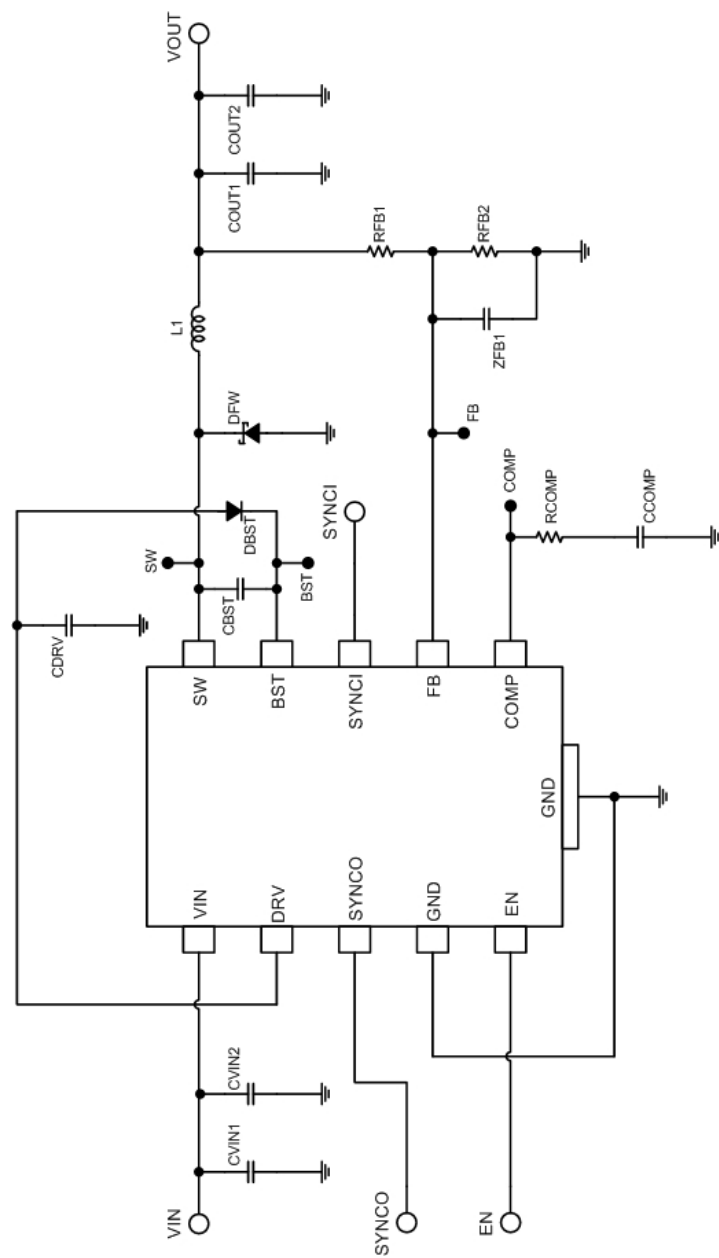 VOUT
COUT2
COUT1
RFB1
RFB2
L1
ZFB1
DFW
FB
SYNCI
COMP
RCOMP
CCOMP
DBST
SW
BST
CBST
CDRV
SW
BST
SYNCI
FB
COMP
GND
VIN
DRV
SYNCO
GND
EN
CVIN2
CVIN1
VIN
SYNCO
EN